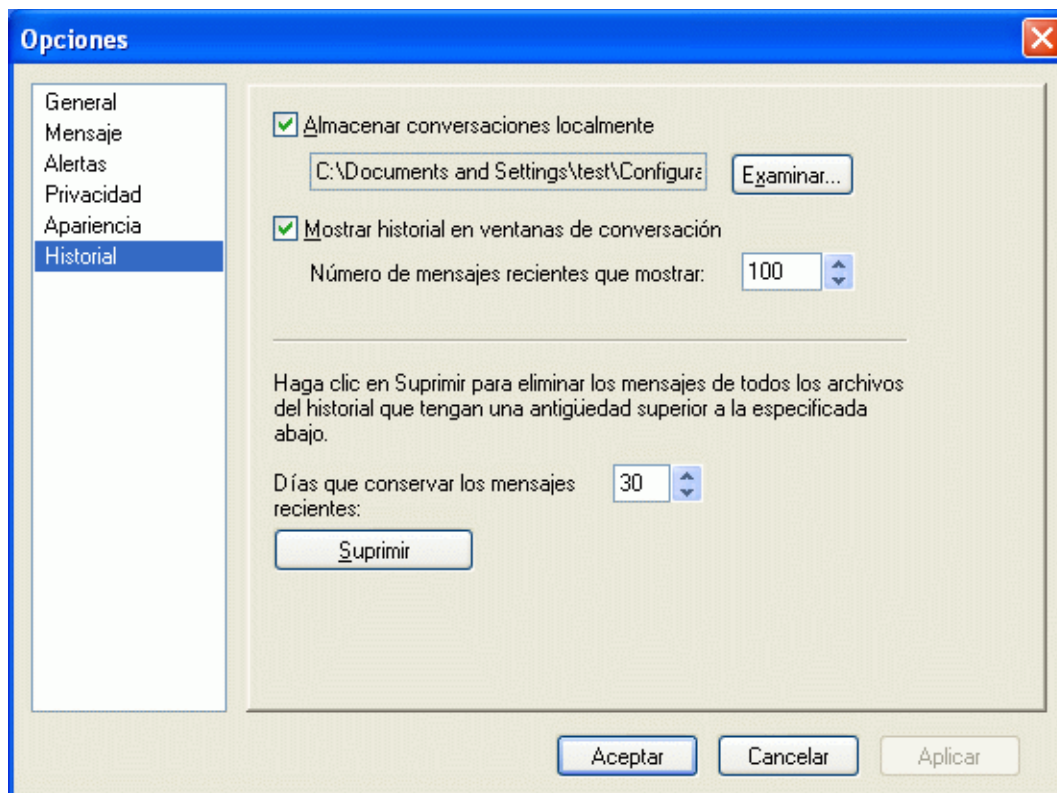 Opciones
General
Mensaje
Alertas
Privacidad
Apariencia
Historial
Almacenar conversaciones localmente
C:\Documents and Settings\test\Configura
Examinar...
Mostrar historial en ventanas de conversación
Número de mensajes recientes que mostrar:
100
Haga clic en Suprimir para eliminar los mensajes de todos los archivos
del historial que tengan una antigüedad superior a la especificada
abajo.
Días que conservar los mensajes
recientes:
30
Suprimir
Aceptar
Cancelar
Aplicar